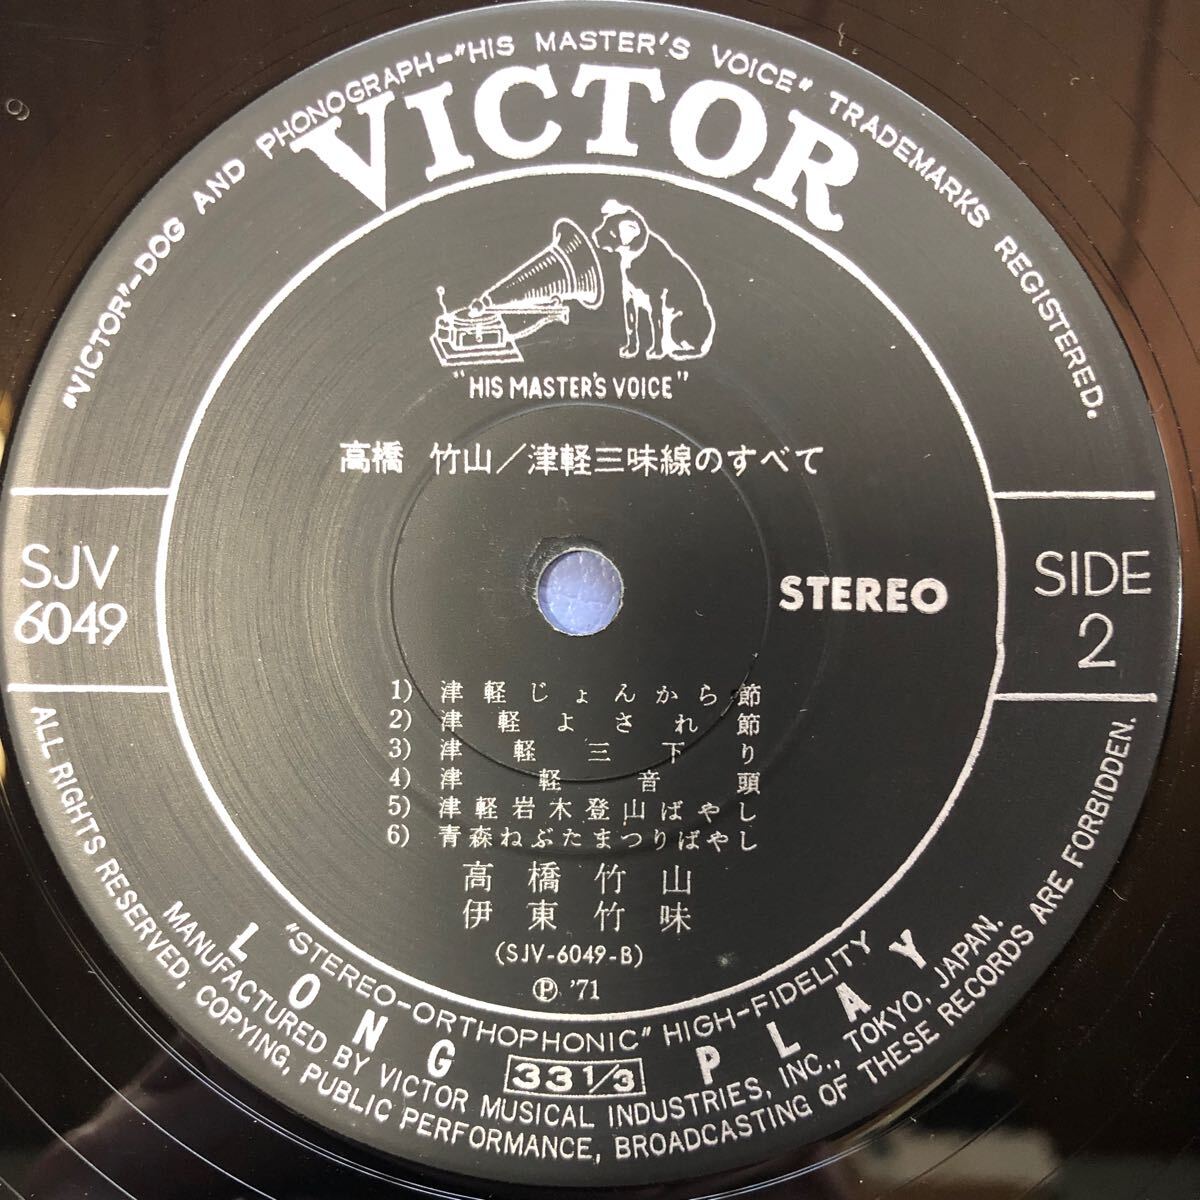 "VICTOR"-DOG AND PHONOGRAPH-"HIS MASTER'S VOICE" TRADEMARKS REGISTERED.
VICTOR
"HIS MASTER'S VOICE"
高橋 竹山／津軽三味線のすべて
SJV
6049
STEREO
SIDE
2
1) 津軽じょんから節
2) 津軽よされ節
3) 津軽三下り
4) 津軽音頭
5) 津軽岩木登山ばやし
6) 青森ねぶたまつりばやし
高橋竹山
伊東竹味
(SJV-6049-B)
Ⓟ '71
"STEREO-ORTHOPHONIC" HIGH-FIDELITY
LONG 33 1/3 PLAY
MANUFACTURED BY VICTOR MUSICAL INDUSTRIES, INC., TOKYO, JAPAN.
ALL RIGHTS RESERVED, COPYING, PUBLIC PERFORMANCE, BROADCASTING OF THESE RECORDS ARE FORBIDDEN.